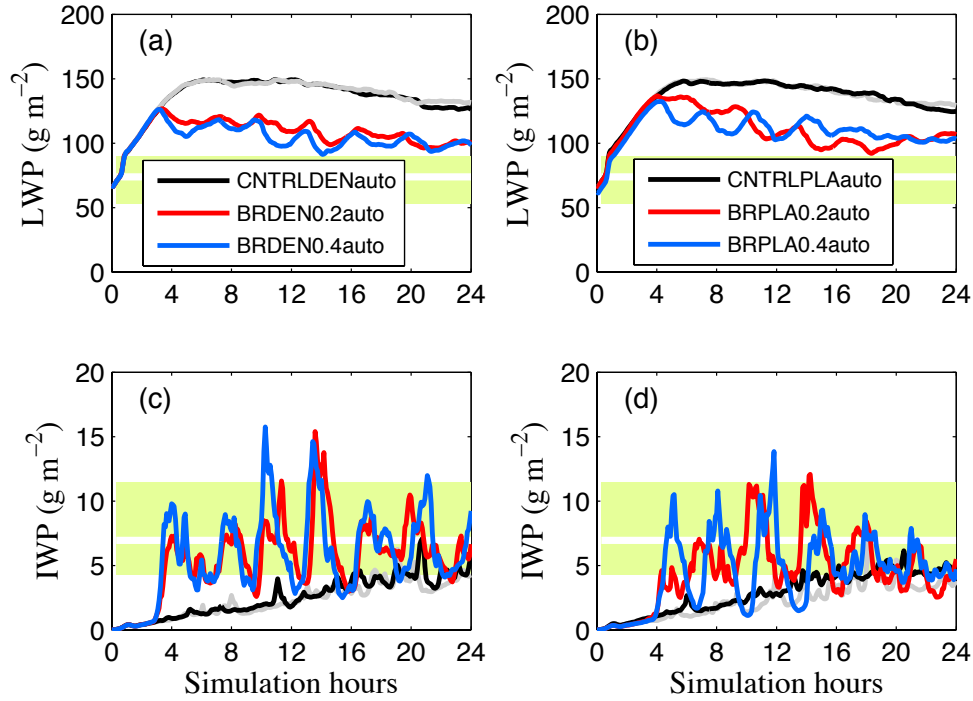 (a)
LWP (g m−2)
200
150
100
50
0
CNTRLDENauto
BRDEN0.2auto
BRDEN0.4auto
0 4 8 12 16 20 24
(b)
LWP (g m−2)
200
150
100
50
0
CNTRLPLAauto
BRPLA0.2auto
BRPLA0.4auto
0 4 8 12 16 20 24
(c)
IWP (g m−2)
20
15
10
5
0
0 4 8 12 16 20 24
Simulation hours
(d)
IWP (g m−2)
20
15
10
5
0
0 4 8 12 16 20 24
Simulation hours